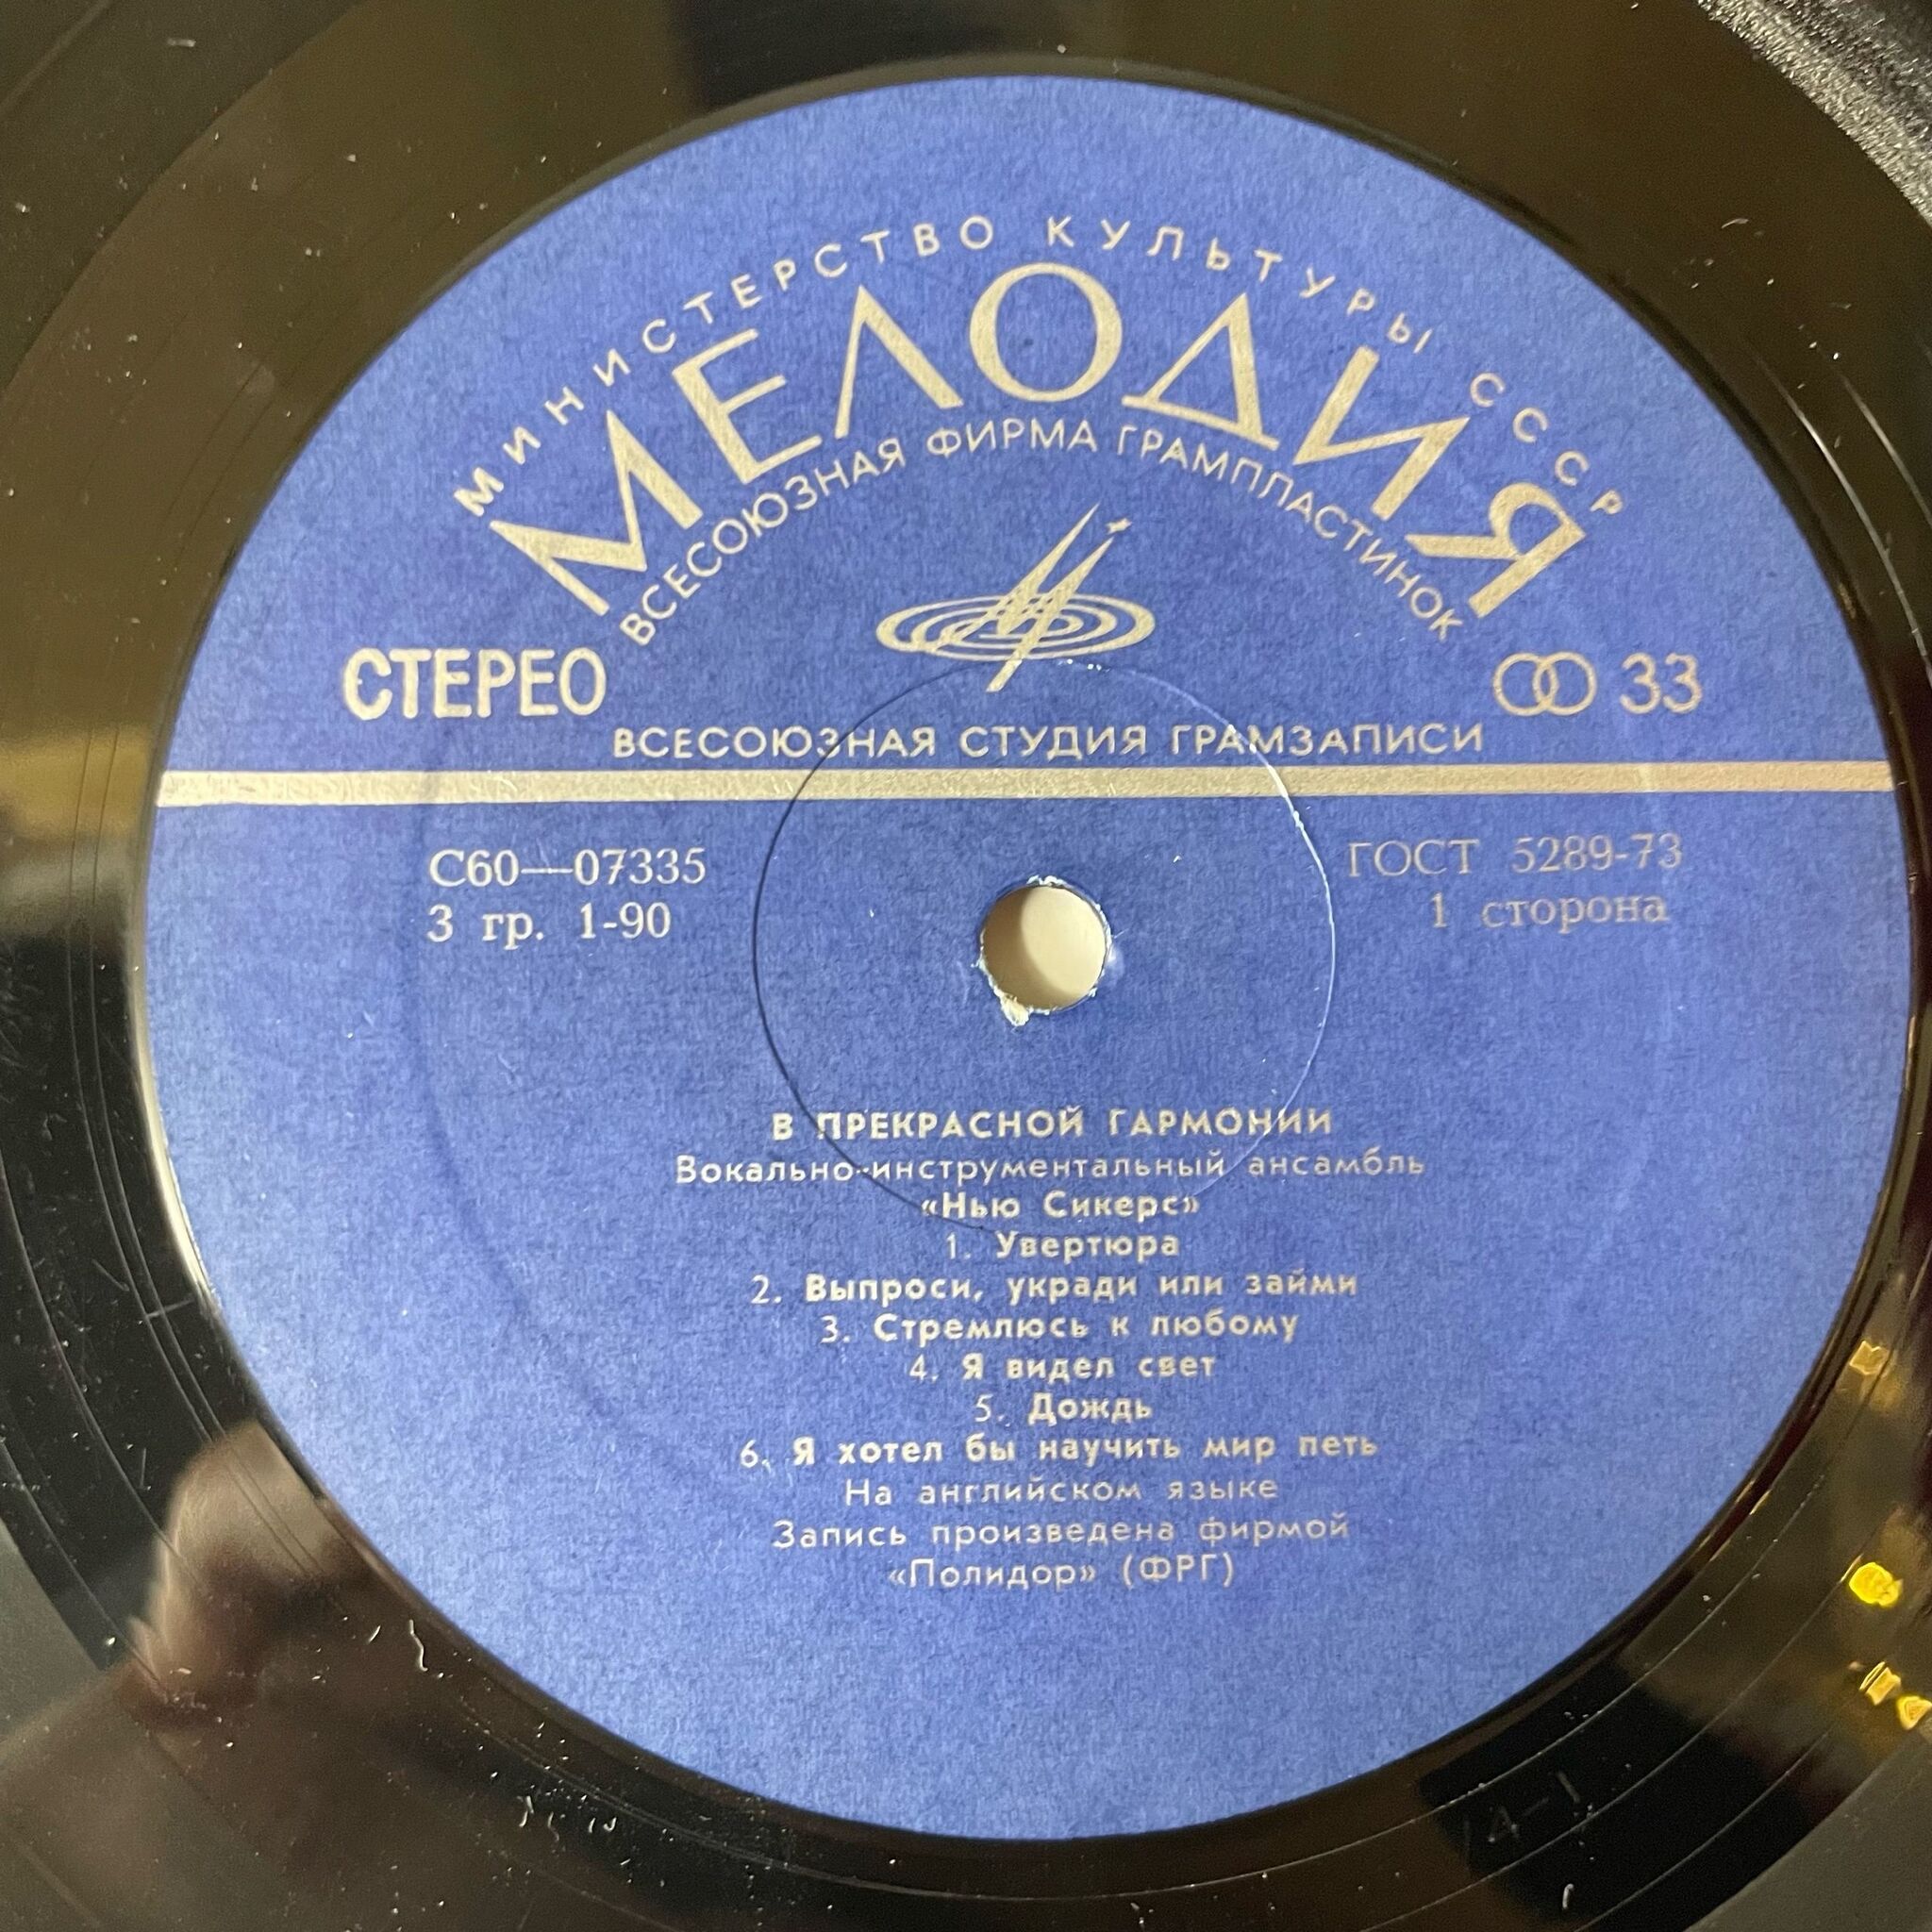 МИНИСТЕРСТВО КУЛЬТУРЫ СССР
МЕЛОДИЯ
ВСЕСОЮЗНАЯ ФИРМА ГРАМПЛАСТИНОК
СТЕРЕО
33
ВСЕСОЮЗНАЯ СТУДИЯ ГРАМЗАПИСИ
С60—07335
ГОСТ 5289-73
3 гр. 1-90
1 сторона
В ПРЕКРАСНОЙ ГАРМОНИИ
Вокально-инструментальный ансамбль
«Нью Сикерс»
1. Увертюра
2. Выпроси, укради или займи
3. Стремлюсь к любому
4. Я видел свет
5. Дождь
6. Я хотел бы научить мир петь
На английском языке
Запись произведена фирмой
«Полидор» (ФРГ)